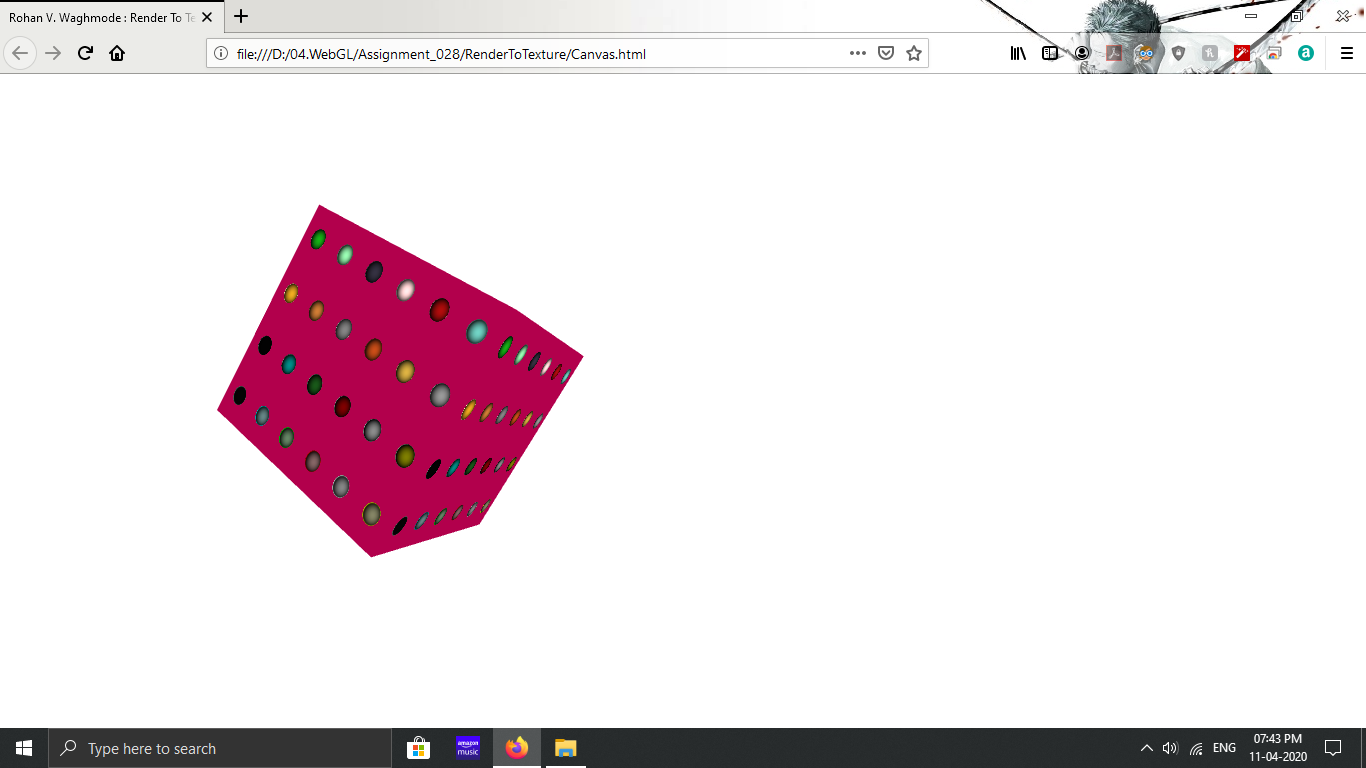 Rohan V. Waghmode : Render To Te
file:///D:/04.WebGL/Assignment_028/RenderToTexture/Canvas.html
Type here to search
amazon
music
ENG
07:43 PM
11-04-2020